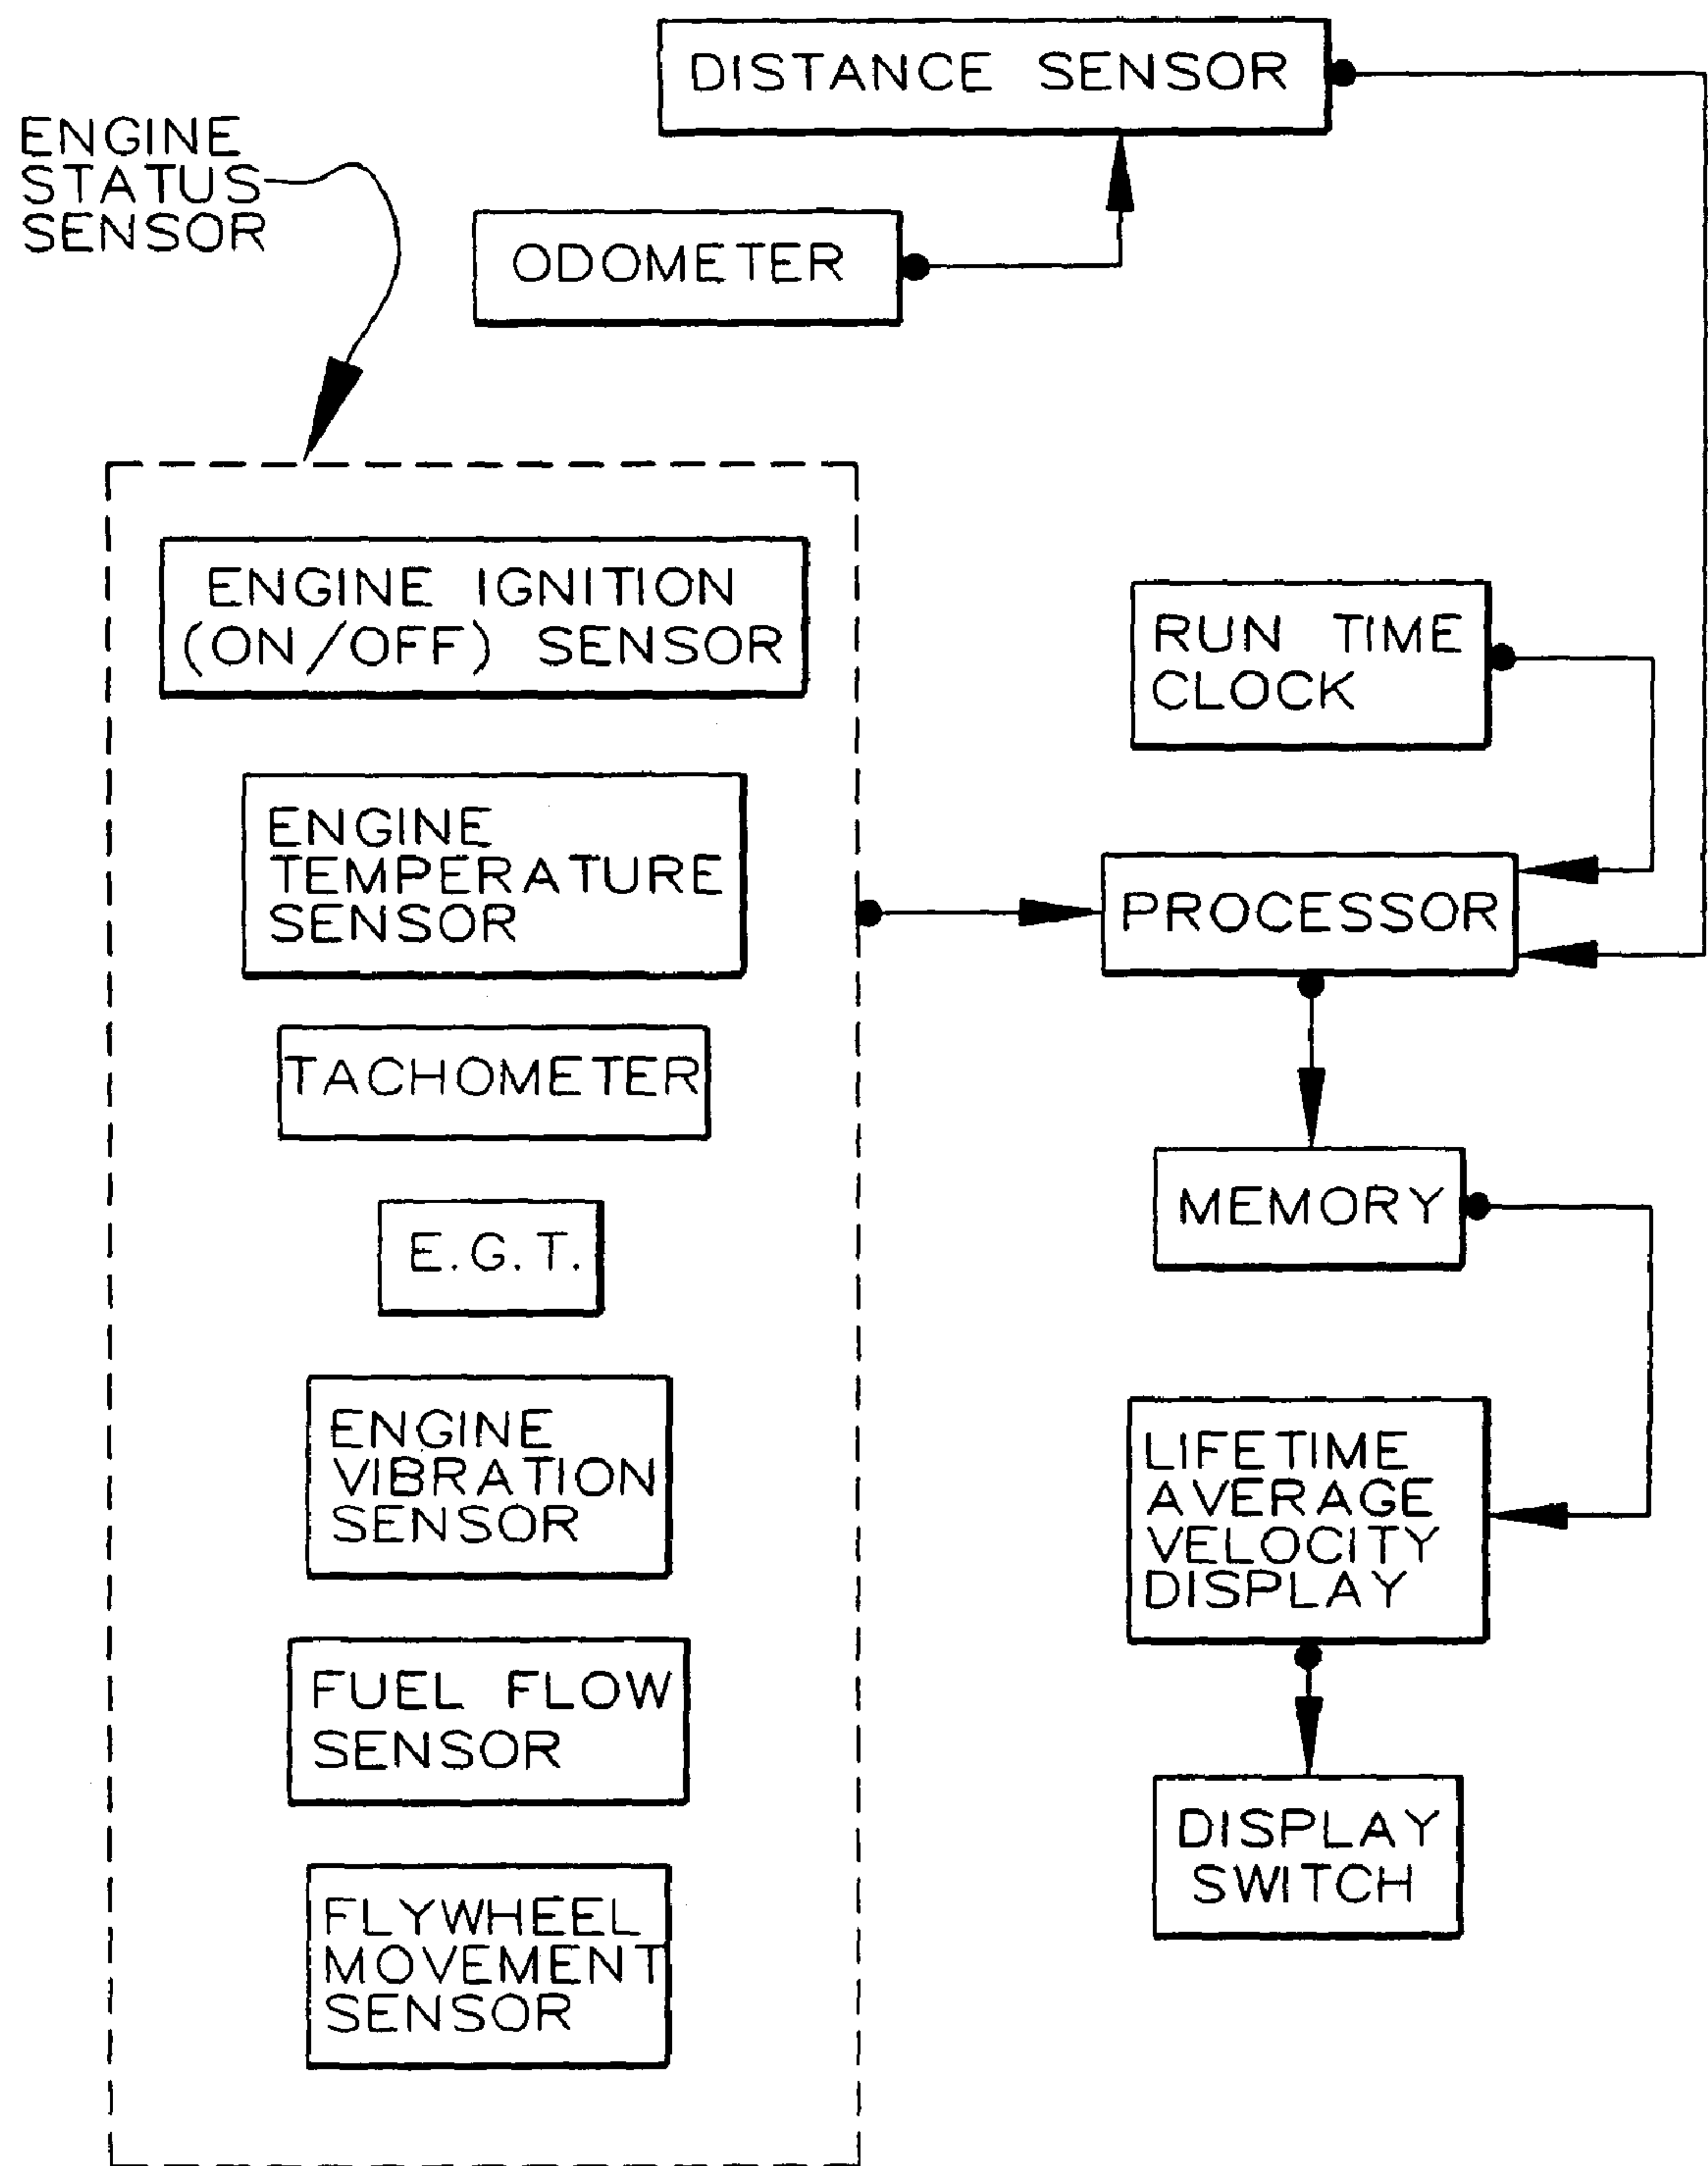 DISTANCE SENSOR
ENGINE
STATUS
SENSOR
ODOMETER
ENGINE IGNITION
(ON/OFF) SENSOR
RUN TIME
CLOCK
ENGINE
TEMPERATURE
SENSOR
PROCESSOR
TACHOMETER
MEMORY
E.G.T.
ENGINE
VIBRATION
SENSOR
LIFETIME
AVERAGE
VELOCITY
DISPLAY
FUEL FLOW
SENSOR
DISPLAY
SWITCH
FLYWHEEL
MOVEMENT
SENSOR